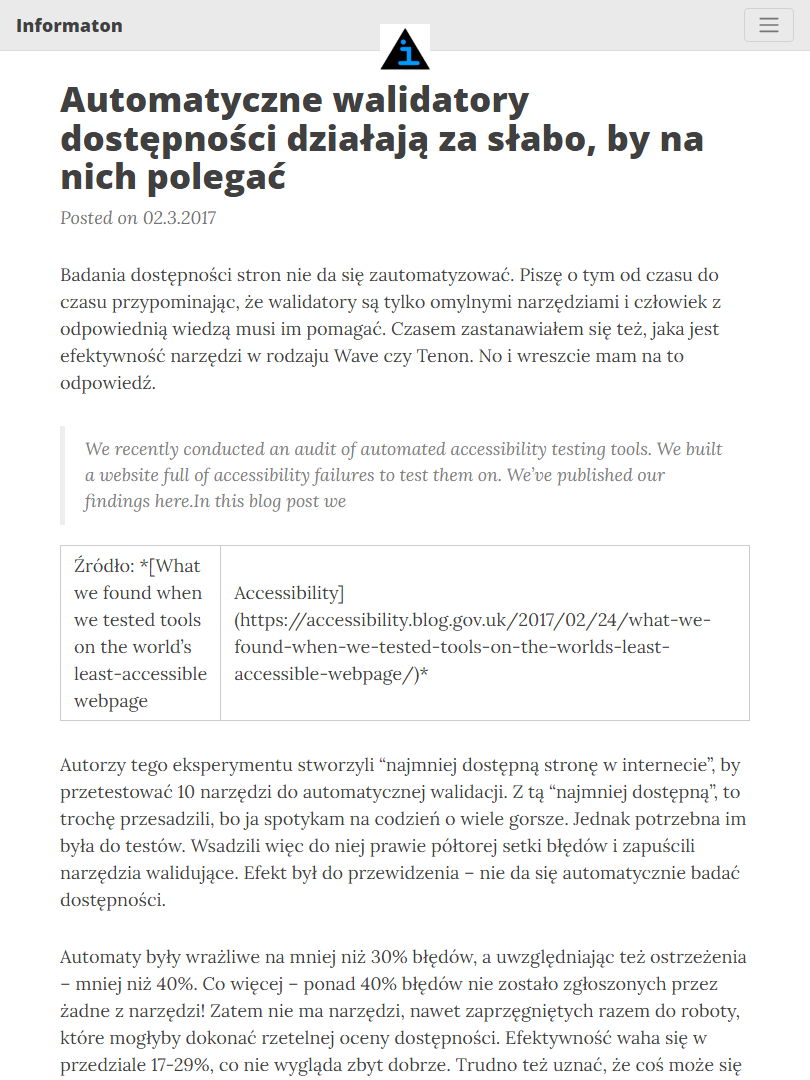 Informaton
i
Automatyczne walidatory
dostępności działają za słabo, by na
nich polegać
Posted on 02.3.2017
Badania dostępności stron nie da się zautomatyzować. Piszę o tym od czasu do
czasu przypominając, że walidatory są tylko omylnymi narzędziami i człowiek z
odpowiednią wiedzą musi im pomagać. Czasem zastanawiałem się też, jaka jest
efektywność narzędzi w rodzaju Wave czy Tenon. No i wreszcie mam na to
odpowiedź.
We recently conducted an audit of automated accessibility testing tools. We built
a website full of accessibility failures to test them on. We’ve published our
findings here.In this blog post we
Źródło: *[What
we found when
we tested tools
on the world’s
least-accessible
webpage
Accessibility]
(https://accessibility.blog.gov.uk/2017/02/24/what-we-
found-when-we-tested-tools-on-the-worlds-least-
accessible-webpage/)*
Autorzy tego eksperymentu stworzyli “najmniej dostępną stronę w internecie”, by
przetestować 10 narzędzi do automatycznej walidacji. Z tą “najmniej dostępną”, to
trochę przesadzili, bo ja spotykam na codzień o wiele gorsze. Jednak potrzebna im
była do testów. Wsadzili więc do niej prawie półtorej setki błędów i zapuścili
narzędzia walidujące. Efekt był do przewidzenia – nie da się automatycznie badać
dostępności.
Automaty były wrażliwe na mniej niż 30% błędów, a uwzględniając też ostrzeżenia
– mniej niż 40%. Co więcej – ponad 40% błędów nie zostało zgłoszonych przez
żadne z narzędzi! Zatem nie ma narzędzi, nawet zaprzęgniętych razem do roboty,
które mogłyby dokonać rzetelnej oceny dostępności. Efektywność waha się w
przedziale 17-29%, co nie wygląda zbyt dobrze. Trudno też uznać, że coś może się